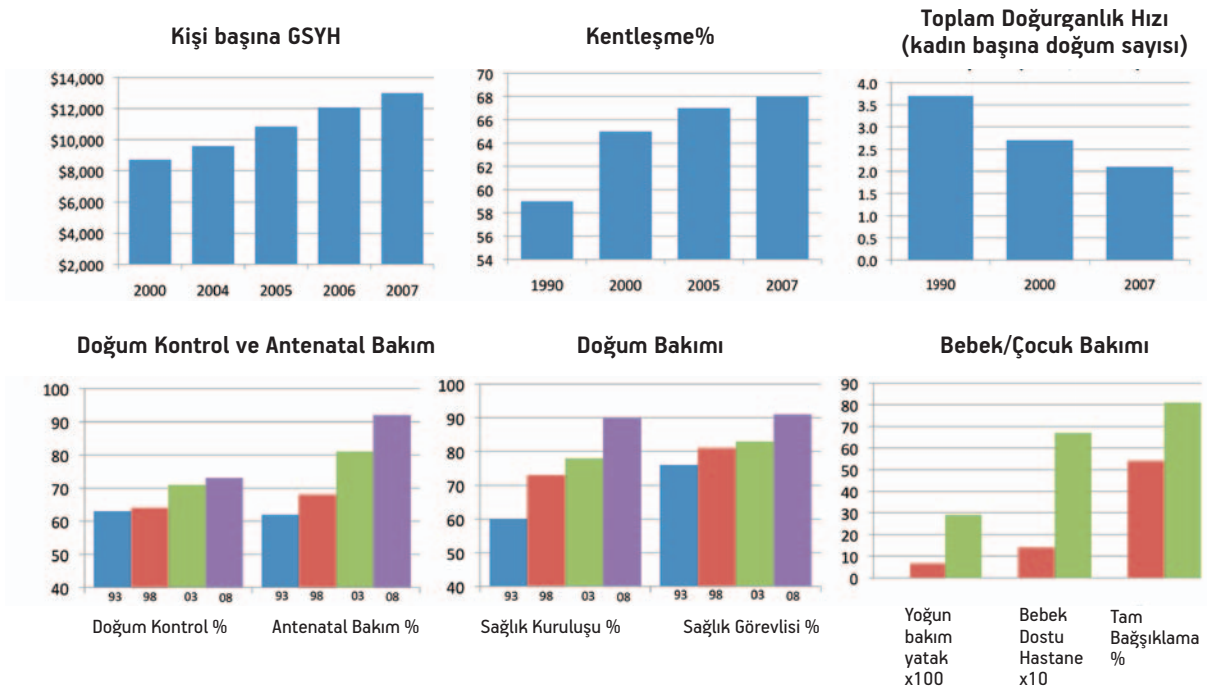 Kişi başına GSYH
$14,000
$12,000
$10,000
$8,000
$6,000
$4,000
$2,000
2000 2004 2005 2006 2007
Kentleşme%
70
68
66
64
62
60
58
56
54
1990 2000 2005 2007
Toplam Doğurganlık Hızı
(kadın başına doğum sayısı)
4.0
3.5
3.0
2.5
2.0
1.5
1.0
0.5
0.0
1990 2000 2007
Doğum Kontrol ve Antenatal Bakım
100
90
80
70
60
50
40
93 98 03 08 93 98 03 08
Doğum Kontrol % Antenatal Bakım %
Doğum Bakımı
100
90
80
70
60
50
40
93 98 03 08 93 98 03 08
Sağlık Kuruluşu % Sağlık Görevlisi %
Bebek/Çocuk Bakımı
90
80
70
60
50
40
30
20
10
0
Yoğun
bakım
yatak
x100
Bebek
Dostu
Hastane
x10
Tam
Bağşıklama
%